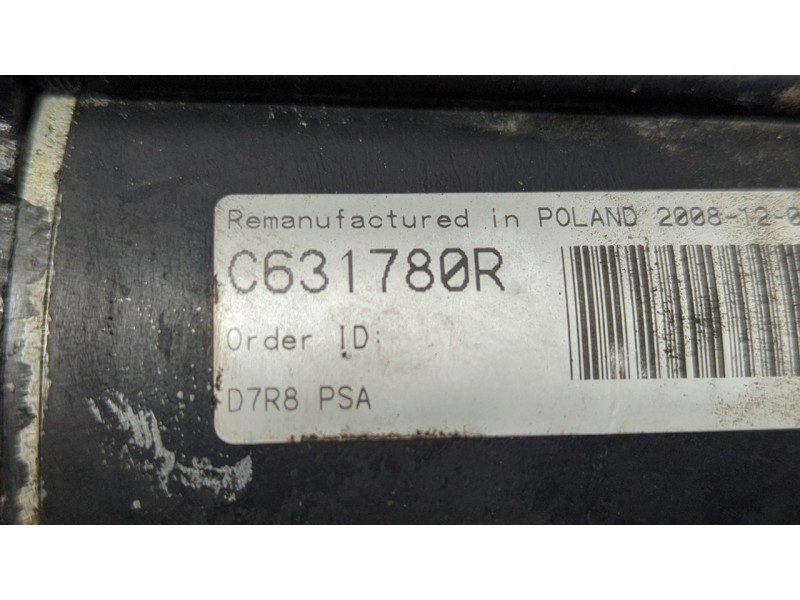 Remanufactured in POLAND 2008-12-0
C631780R
Order ID:
D7R8 PSA